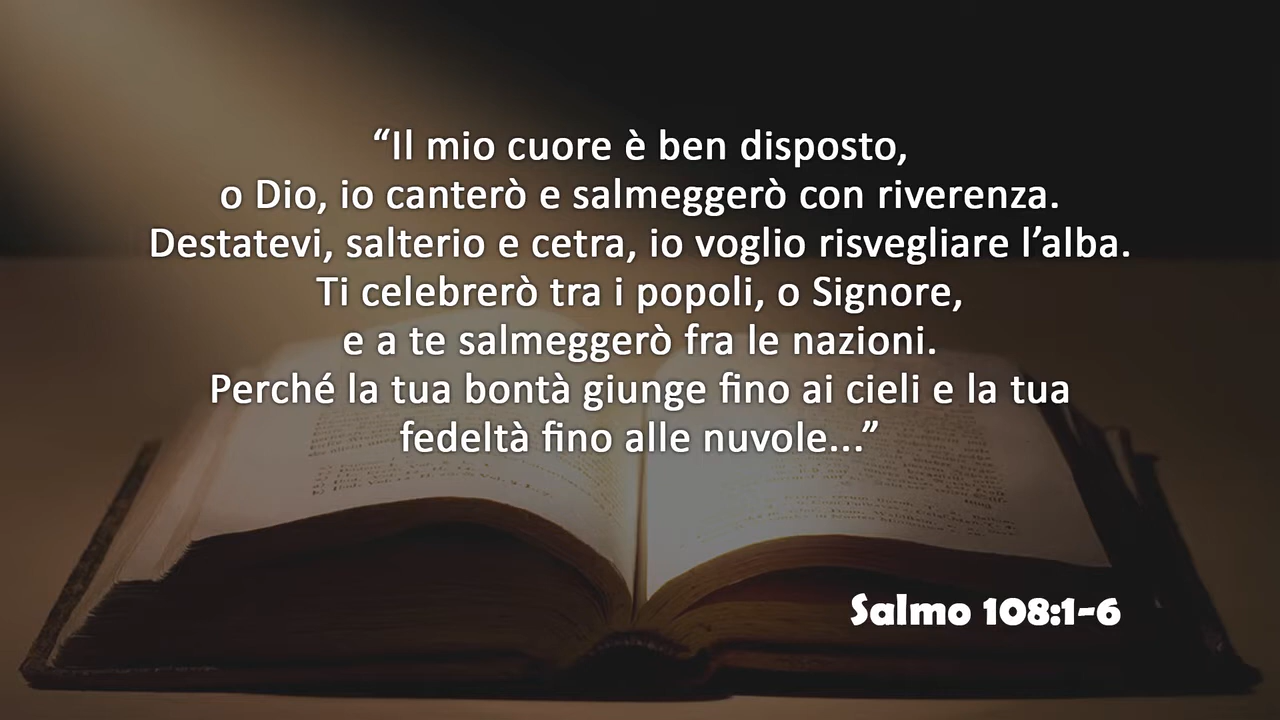 “Il mio cuore è ben disposto,
o Dio, io canterò e salmeggerò con riverenza.
Destatevi, salterio e cetra, io voglio risvegliare l’alba.
Ti celebrerò tra i popoli, o Signore,
e a te salmeggerò fra le nazioni.
Perché la tua bontà giunge fino ai cieli e la tua
fedeltà fino alle nuvole...”
Salmo 108:1-6